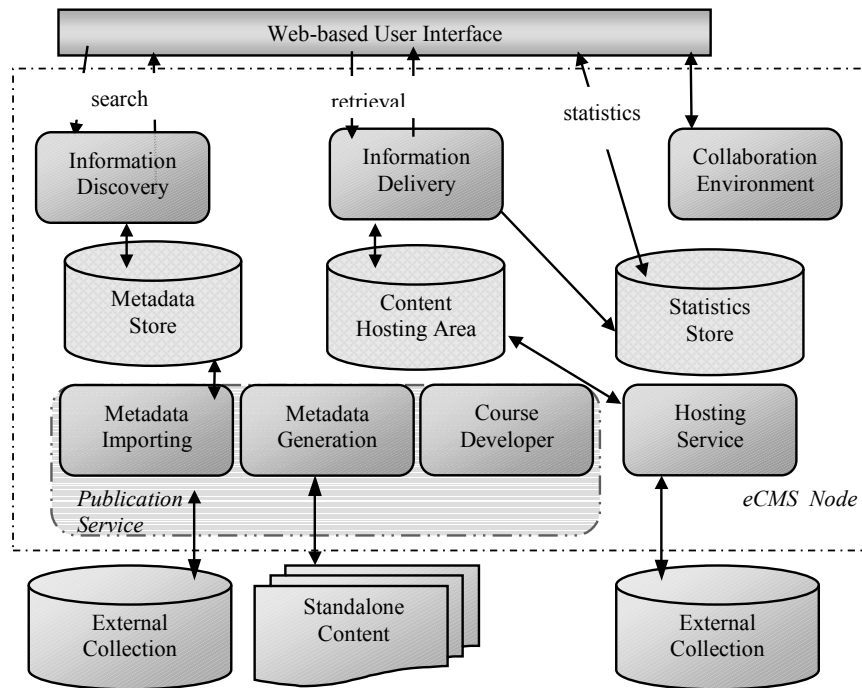 Web-based User Interface
search
retrieval
statistics
Information
Discovery
Information
Delivery
Collaboration
Environment
Metadata
Store
Content
Hosting Area
Statistics
Store
Metadata
Importing
Metadata
Generation
Course
Developer
Hosting
Service
Publication
Service
eCMS Node
External
Collection
Standalone
Content
External
Collection